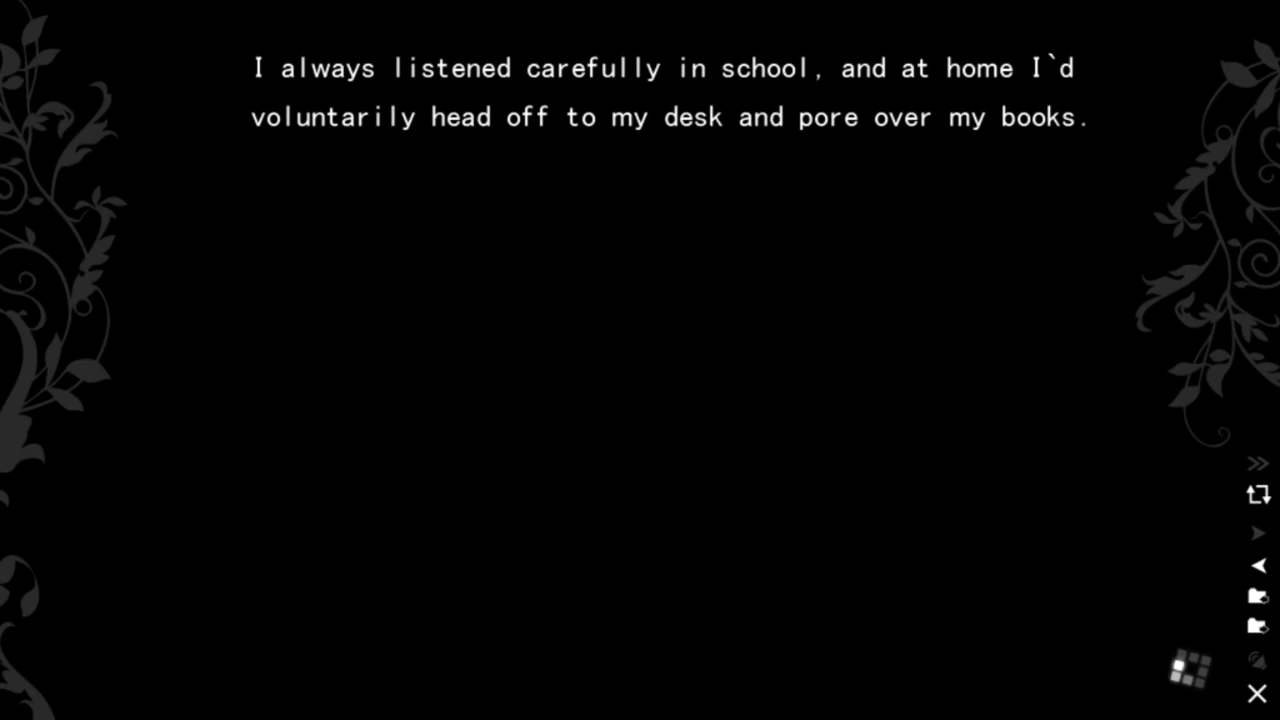 I always listened carefully in school, and at home I`d
voluntarily head off to my desk and pore over my books.